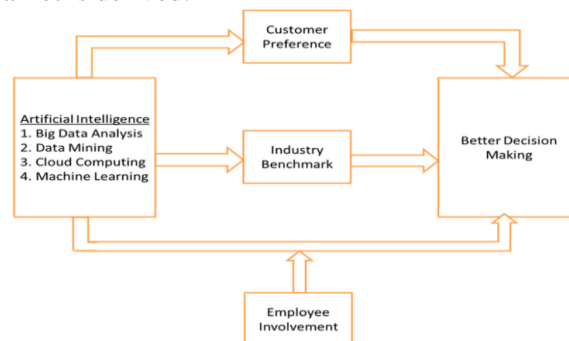 Customer
Preference
Artificial Intelligence
1. Big Data Analysis
2. Data Mining
3. Cloud Computing
4. Machine Learning
Industry
Benchmark
Better Decision
Making
Employee
Involvement